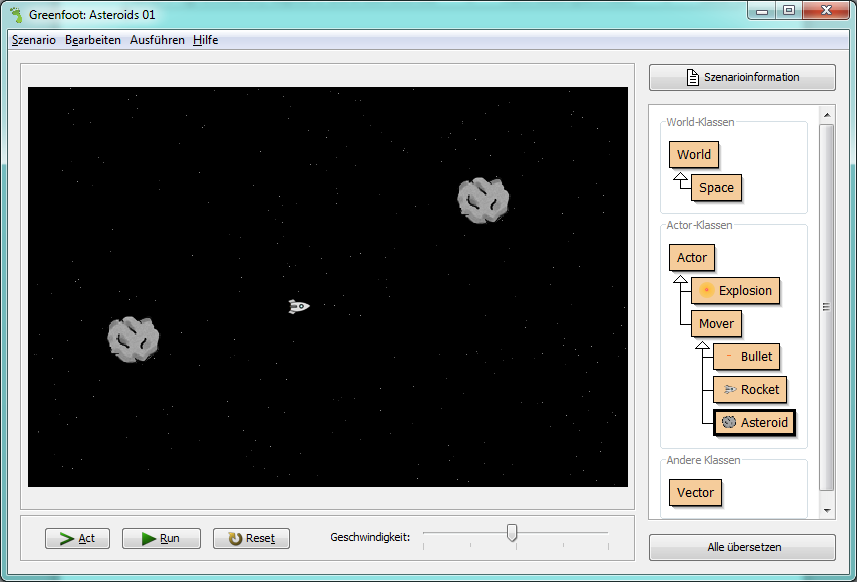 Greenfoot: Asteroids 01
Szenario Bearbeiten Ausführen Hilfe
Szenarioinformation
World-Klassen
World
Space
Actor-Klassen
Actor
Explosion
Mover
Bullet
Rocket
Asteroid
Andere Klassen
Vector
Act Run Reset Geschwindigkeit:
Alle übersetzen